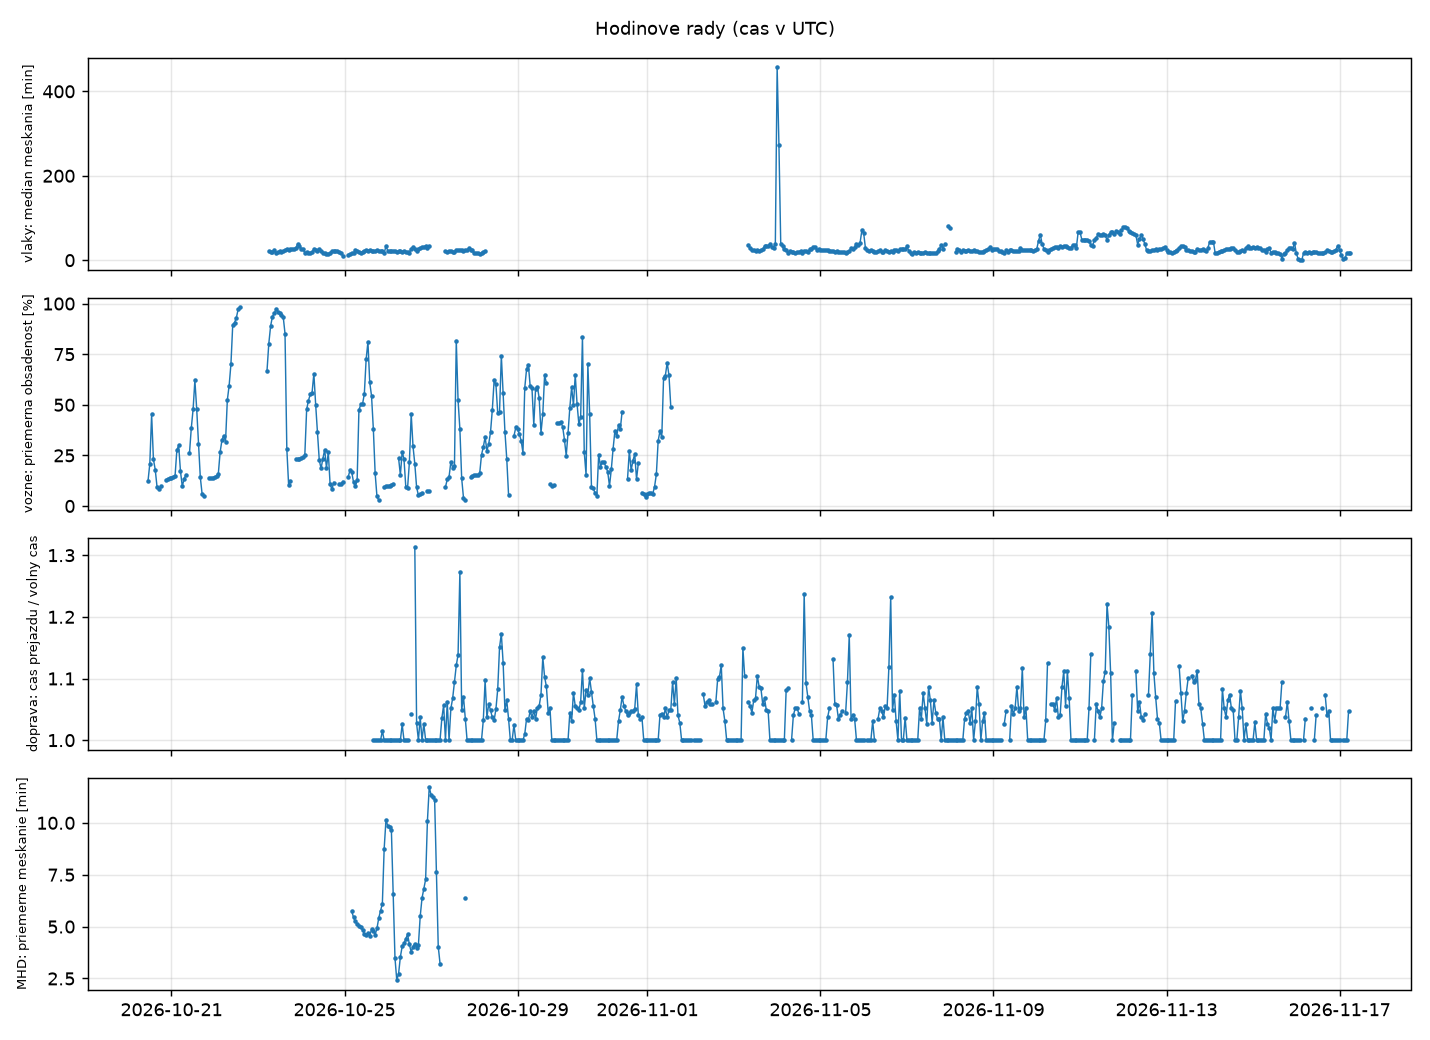 Hodinove rady (cas v UTC)
vlaky: median meskania [min]
400
200
0
vozne: priemerna obsadenost [%]
100
75
50
25
0
doprava: cas prejazdu / volny cas
1.3
1.2
1.1
1.0
MHD: priemerne meskanie [min]
10.0
7.5
5.0
2.5
2026-10-21 2026-10-25 2026-10-29 2026-11-01 2026-11-05 2026-11-09 2026-11-13 2026-11-17